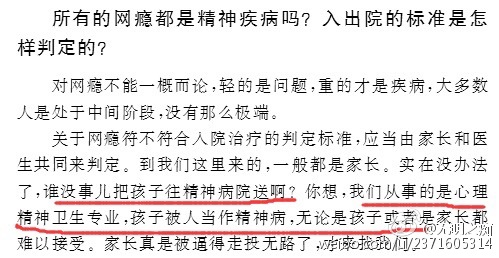 所有的网瘾都是精神疾病吗？入出院的标准是怎
样判定的？
对网瘾不能一概而论，轻的是问题，重的才是疾病，大多数
人是处于中间阶段，没有那么极端。
关于网瘾符不符合入院治疗的判定标准，应当由家长和医
生共同来判定。到我们这里来的，一般都是家长。实在没办法
了，谁没事儿把孩子往精神病院送啊？你想，我们从事的是心理
精神卫生专业，孩子被人当作精神病，无论是孩子或者是家长都
难以接受。家长真是被逼得走投无路了，才来找我们
/2371605314